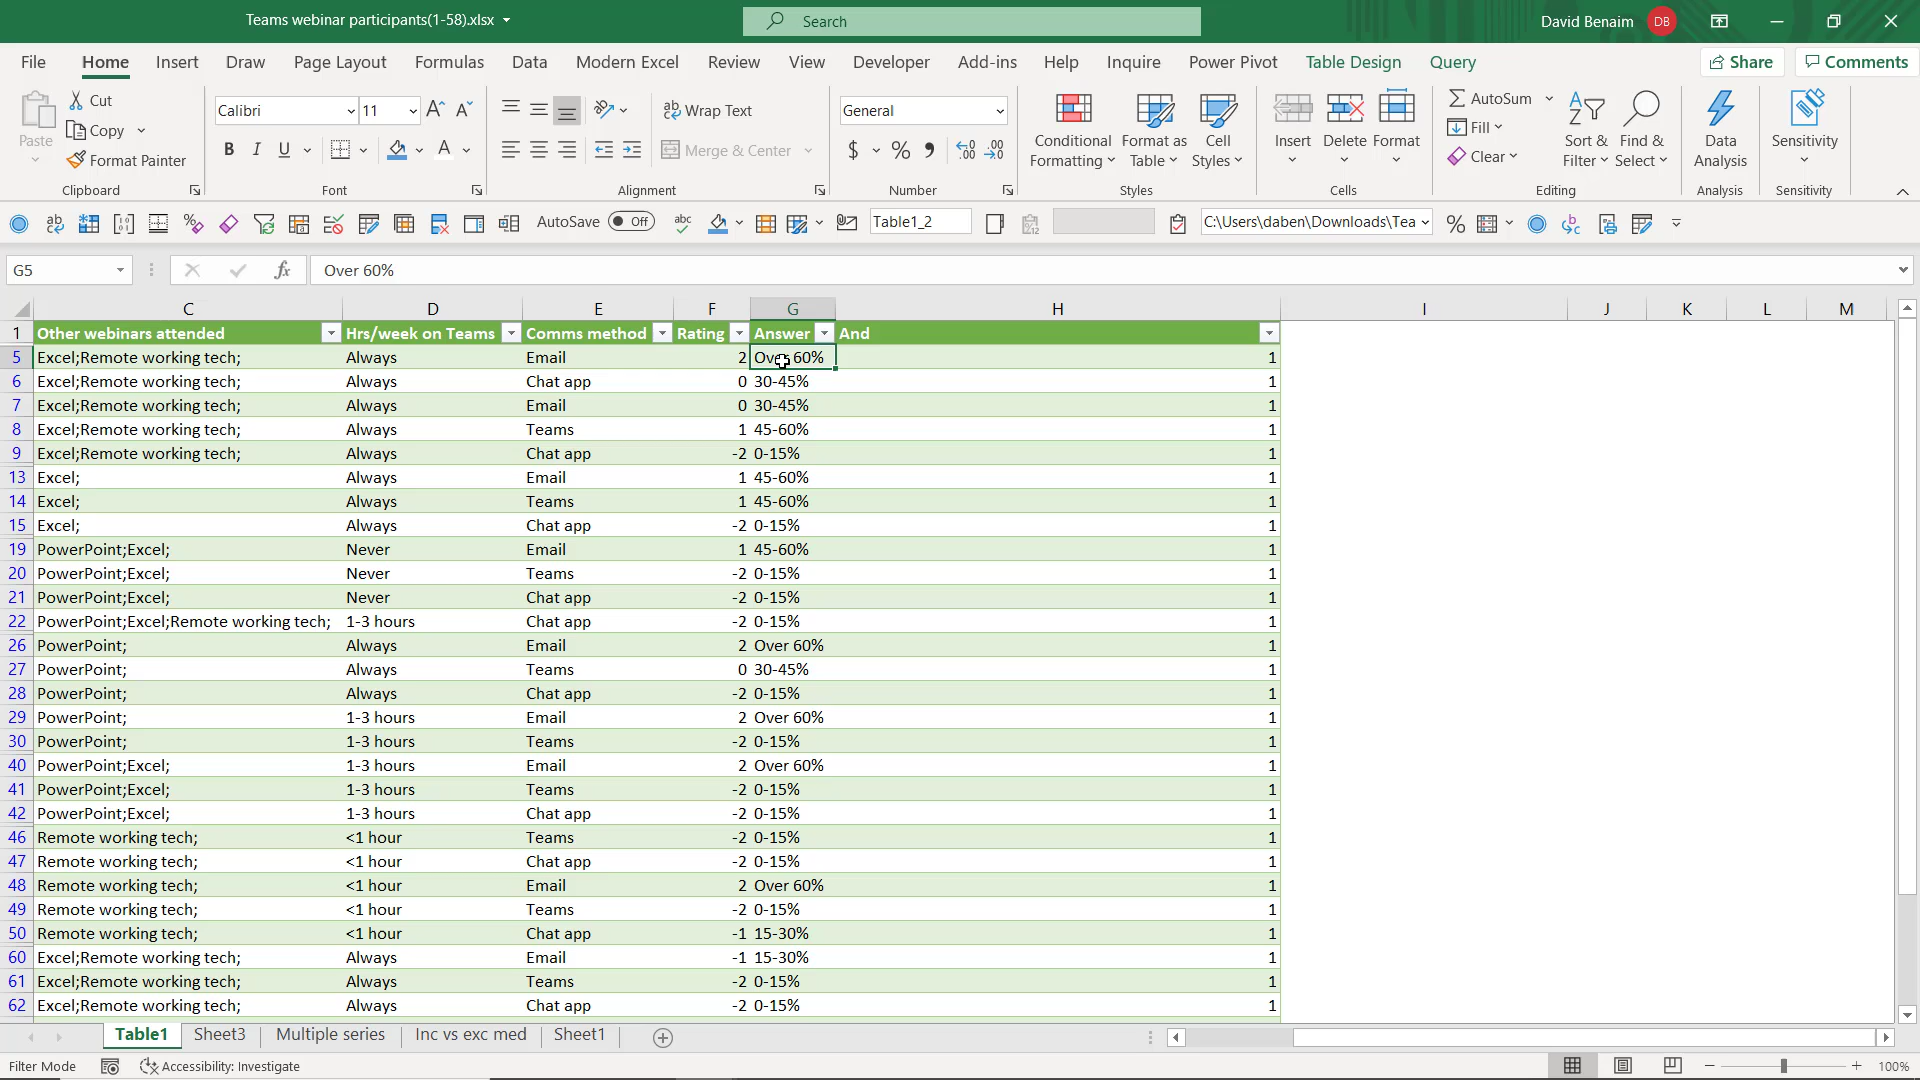 Teams webinar participants(1-58).xlsx
Search
David Benaim DB
File Home Insert Draw Page Layout Formulas Data Modern Excel Review View Developer Add-ins Help Inquire Power Pivot Table Design Query Share Comments
Paste
Cut
Copy
Format Painter
Clipboard
Calibri 11 A A
B I U A
Font
Wrap Text
Merge & Center
Alignment
General
$ % 9
Number
Conditional Formatting
Format as Table
Cell Styles
Styles
Insert Delete Format
Cells
AutoSum
Fill
Clear
Sort & Filter
Find & Select
Editing
Data Analysis
Analysis
Sensitivity
Sensitivity
AutoSave Off Table1_2 C:\Users\daben\Downloads\Tea
G5 fx Over 60%
C D E F G H I J K L M
1 Other webinars attended Hrs/week on Teams Comms method Rating Answer And
5 Excel;Remote working tech; Always Email 2 Over 60% 1
6 Excel;Remote working tech; Always Chat app 0 30-45% 1
7 Excel;Remote working tech; Always Email 0 30-45% 1
8 Excel;Remote working tech; Always Teams 1 45-60% 1
9 Excel;Remote working tech; Always Chat app -2 0-15% 1
13 Excel; Always Email 1 45-60% 1
14 Excel; Always Teams 1 45-60% 1
15 Excel; Always Chat app -2 0-15% 1
19 PowerPoint;Excel; Never Email 1 45-60% 1
20 PowerPoint;Excel; Never Teams -2 0-15% 1
21 PowerPoint;Excel; Never Chat app -2 0-15% 1
22 PowerPoint;Excel;Remote working tech; 1-3 hours Chat app -2 0-15% 1
26 PowerPoint; Always Email 2 Over 60% 1
27 PowerPoint; Always Teams 0 30-45% 1
28 PowerPoint; Always Chat app -2 0-15% 1
29 PowerPoint; 1-3 hours Email 2 Over 60% 1
30 PowerPoint; 1-3 hours Teams -2 0-15% 1
40 PowerPoint;Excel; 1-3 hours Email 2 Over 60% 1
41 PowerPoint;Excel; 1-3 hours Teams -2 0-15% 1
42 PowerPoint;Excel; 1-3 hours Chat app -2 0-15% 1
46 Remote working tech; <1 hour Teams -2 0-15% 1
47 Remote working tech; <1 hour Chat app -2 0-15% 1
48 Remote working tech; <1 hour Email 2 Over 60% 1
49 Remote working tech; <1 hour Teams -2 0-15% 1
50 Remote working tech; <1 hour Chat app -1 15-30% 1
60 Excel;Remote working tech; Always Email -1 15-30% 1
61 Excel;Remote working tech; Always Teams -2 0-15% 1
62 Excel;Remote working tech; Always Chat app -2 0-15% 1
Table1 Sheet3 Multiple series Inc vs exc med Sheet1
Filter Mode Accessibility: Investigate 100%